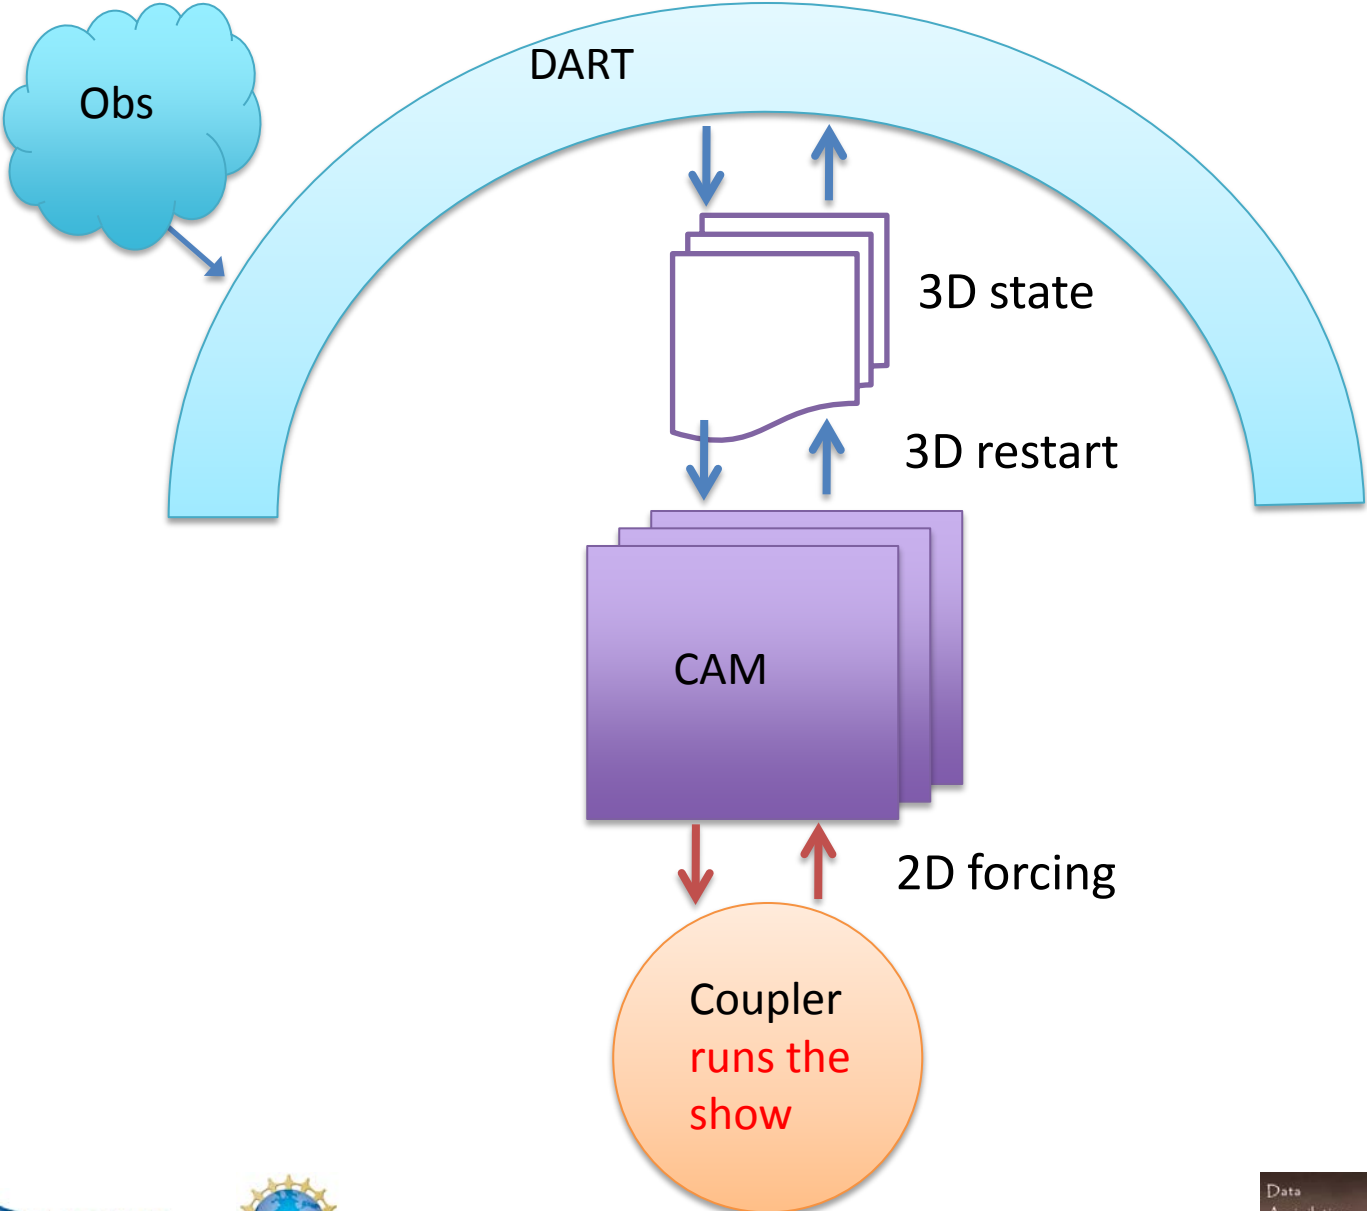 DART
Obs
3D state
3D restart
CAM
2D forcing
Coupler
runs the
show
Data